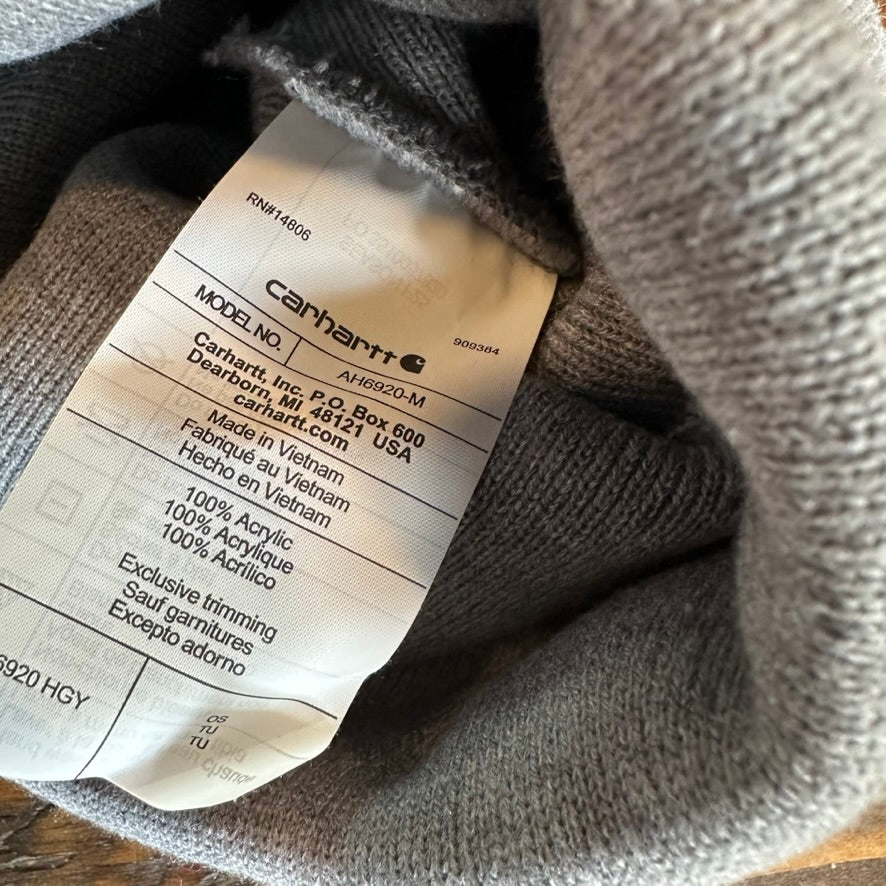 RN#14806
carhartt
909384
MODEL NO.
AH6920-M
Carhartt, Inc. P.O. Box 600
Dearborn, MI 48121 USA
carhartt.com
Made in Vietnam
Fabriqué au Vietnam
Hecho en Vietnam
100% Acrylic
100% Acrylique
100% Acrílico
Exclusive trimming
Sauf garnitures
Excepto adorno
6920 HGY
OS
TU
TU